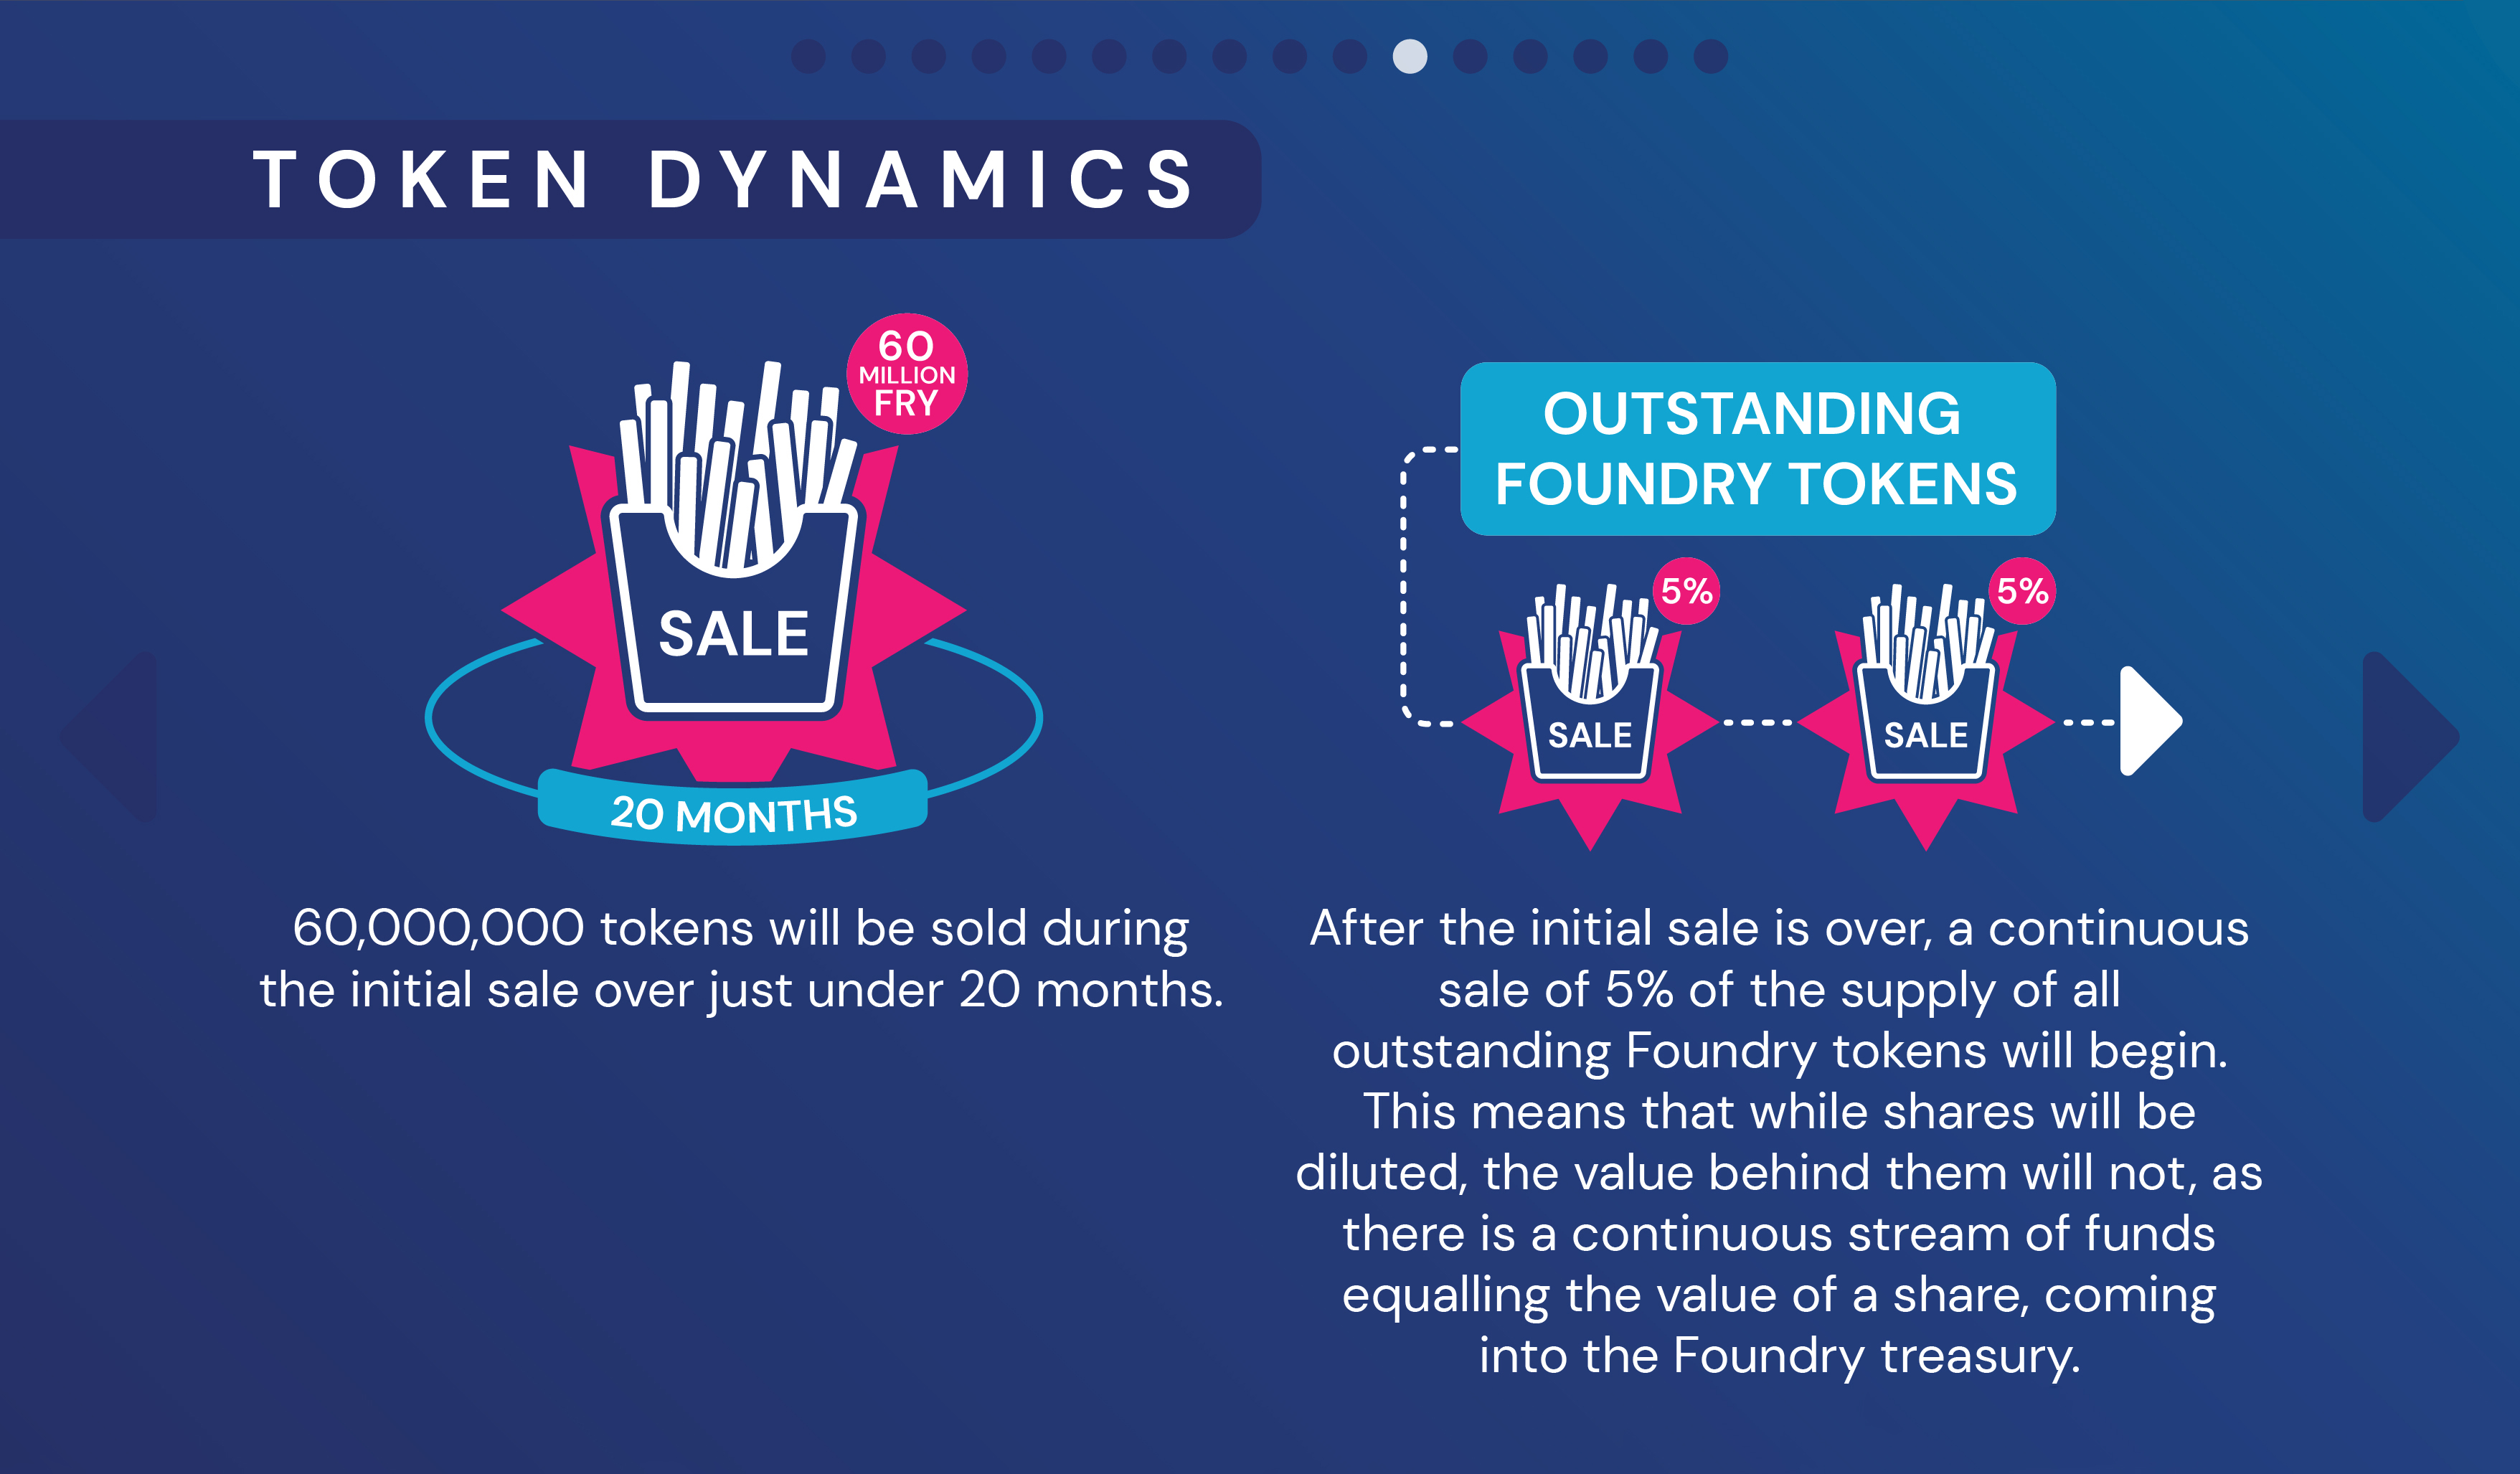 TOKEN DYNAMICS
60
MILLION
FRY
SALE
20 MONTHS
60,000,000 tokens will be sold during
the initial sale over just under 20 months.
OUTSTANDING
FOUNDRY TOKENS
5%
5%
SALE
SALE
After the initial sale is over, a continuous
sale of 5% of the supply of all
outstanding Foundry tokens will begin.
This means that while shares will be
diluted, the value behind them will not, as
there is a continuous stream of funds
equalling the value of a share, coming
into the Foundry treasury.